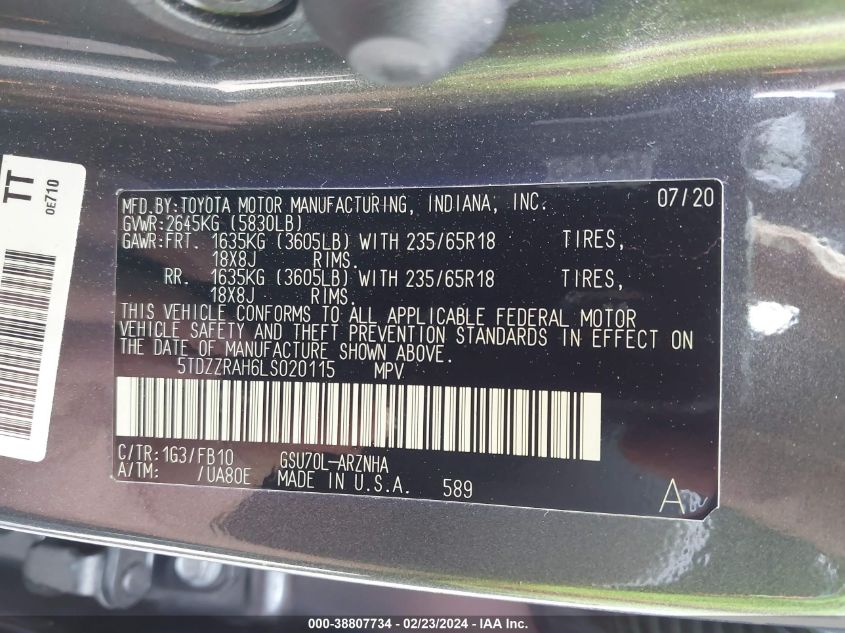 TT
0E710
MFD.BY:TOYOTA MOTOR MANUFACTURING, INDIANA, INC. 07/20
GVWR:2645KG (5830LB)
GAWR:FRT. 1635KG (3605LB) WITH 235/65R18 TIRES,
18X8J RIMS.
RR. 1635KG (3605LB) WITH 235/65R18 TIRES,
18X8J RIMS.
THIS VEHICLE CONFORMS TO ALL APPLICABLE FEDERAL MOTOR
VEHICLE SAFETY AND THEFT PREVENTION STANDARDS IN EFFECT ON
THE DATE OF MANUFACTURE SHOWN ABOVE.
5TDZZRAH6LS020115 MPV
C/TR:1G3/FB10 GSU70L-ARZNHA
A/TM: /UA80E MADE IN U.S.A. 589
A
000-38807734 - 02/23/2024 - IAAI.com